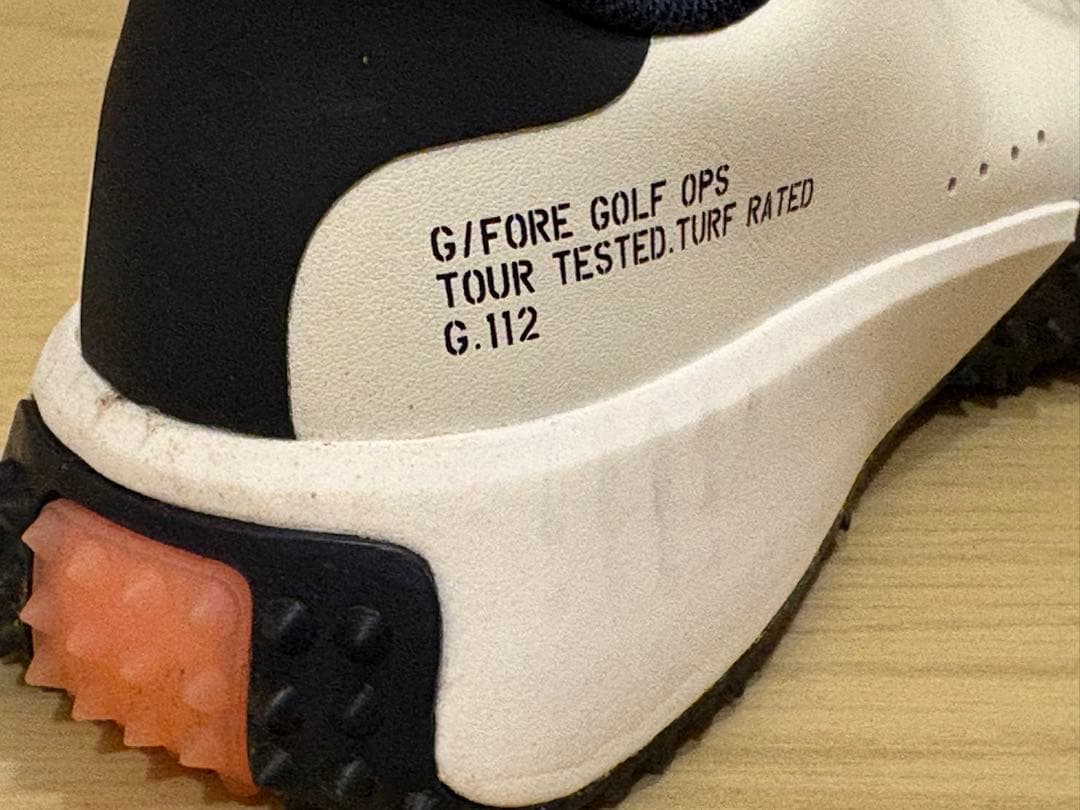 G/FORE GOLF OPS
TOUR TESTED.TURF RATED
G.112